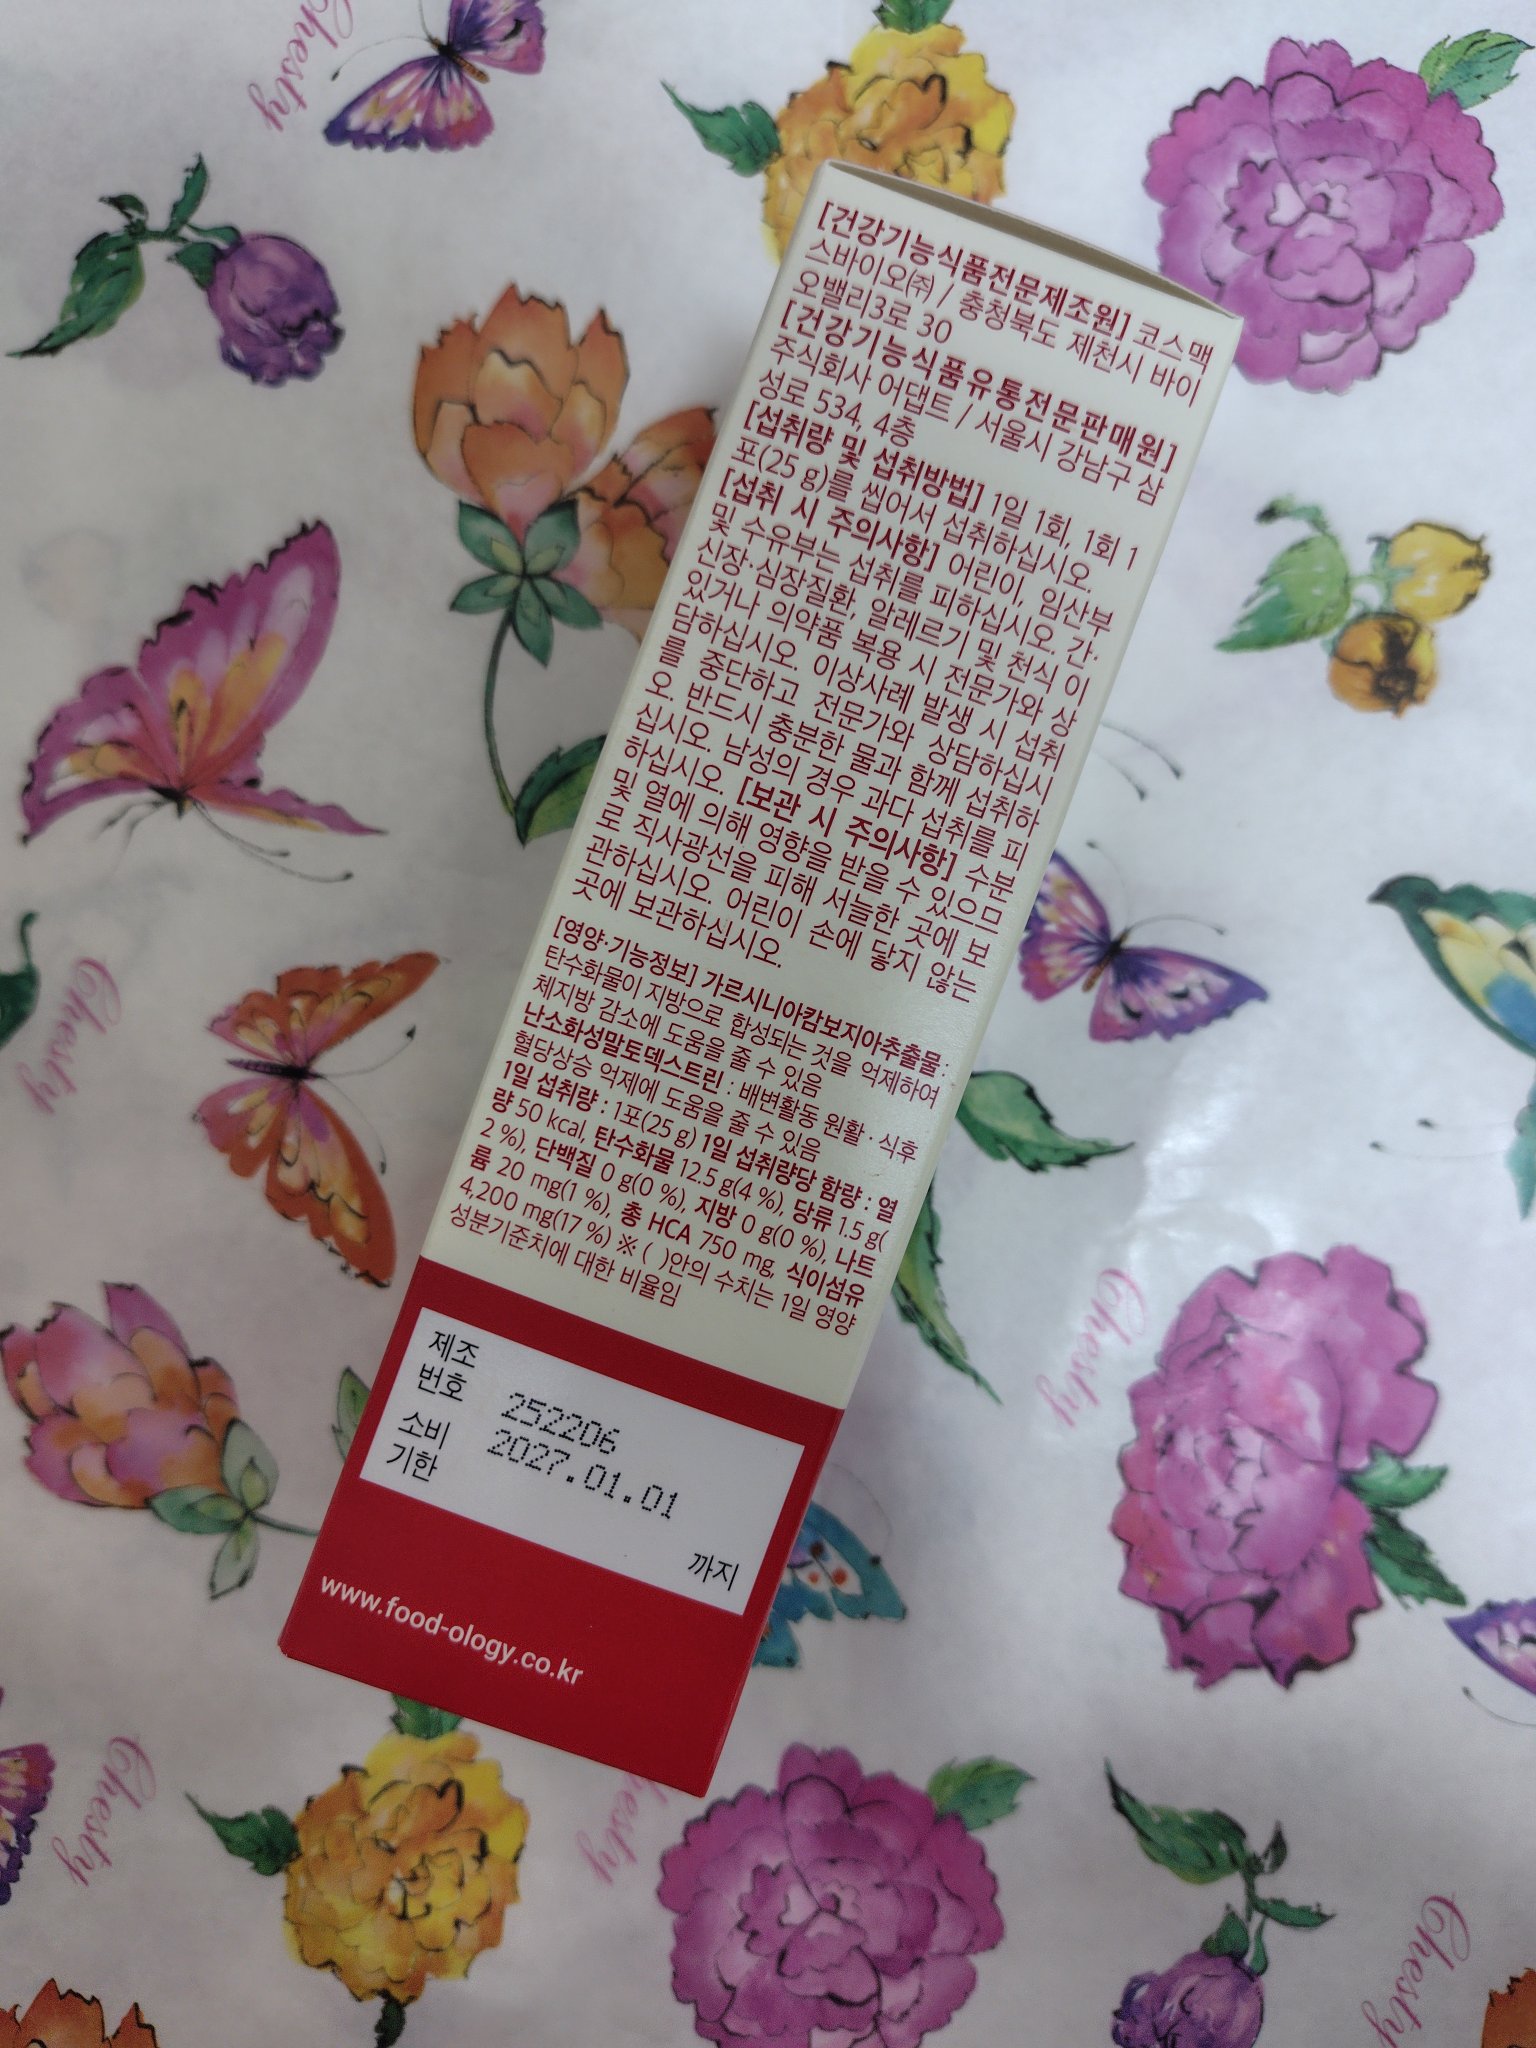 [건강기능식품전문제조원] 코스맥
스바이오㈜ / 충청북도 제천시 바이
오밸리3로 30
[건강기능식품유통전문판매원]
주식회사 어댑트 / 서울시 강남구 삼
성로 534, 4층
[섭취량 및 섭취방법] 1일 1회, 1회 1
포(25 g)를 씹어서 섭취하십시오.
[섭취 시 주의사항] 어린이, 임산부
및 수유부는 섭취를 피하십시오. 간·
신장·심장질환, 알레르기 및 천식 이
있거나 의약품 복용 시 전문가와 상
담하십시오. 이상사례 발생 시 섭취
를 중단하고 전문가와 상담하십시
오. 반드시 충분한 물과 함께 섭취하
십시오. 남성의 경우 과다 섭취를 피
하십시오. [보관 시 주의사항] 수분
및 열에 의해 영향을 받을 수 있으므
로 직사광선을 피해 서늘한 곳에 보
관하십시오. 어린이 손에 닿지 않는
곳에 보관하십시오.
[영양·기능정보] 가르시니아캄보지아추출물 :
탄수화물이 지방으로 합성되는 것을 억제하여
체지방 감소에 도움을 줄 수 있음
난소화성말토덱스트린 : 배변활동 원활 · 식후
혈당상승 억제에 도움을 줄 수 있음
1일 섭취량 : 1포(25 g) 1일 섭취량당 함량 : 열
량 50 kcal, 탄수화물 12.5 g(4 %), 당류 1.5 g(
2 %), 단백질 0 g(0 %), 지방 0 g(0 %), 나트
륨 20 mg(1 %), 총 HCA 750 mg, 식이섬유
4,200 mg(17 %) ※ ( )안의 수치는 1일 영양
성분기준치에 대한 비율임
제조
번호 252206
소비
기한 2027.01.01
까지
www.food-ology.co.kr
Chesty
Chesty
Chesty
Chesty
Chesty
Chesty